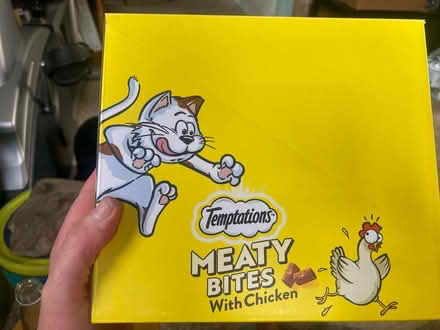 Temptations
MEATY
BITES
With Chicken